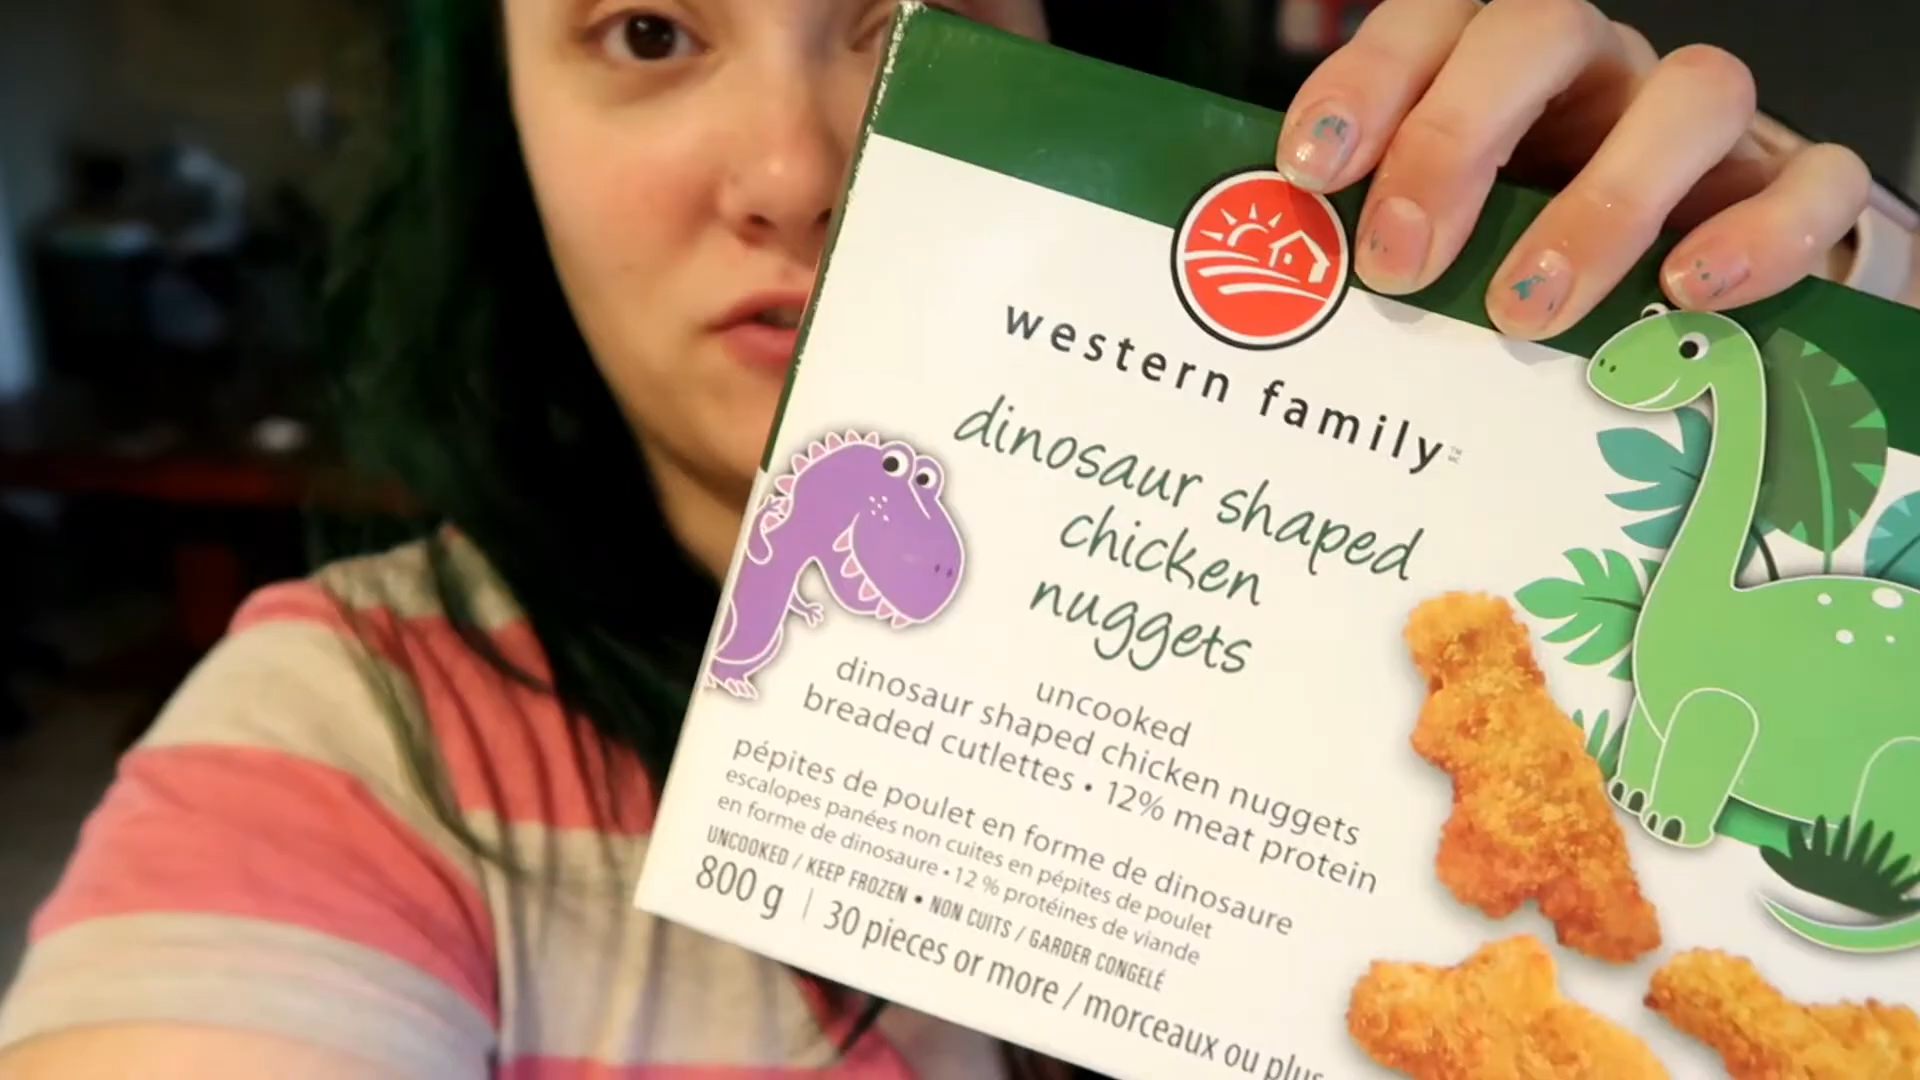 western family™
MC
dinosaur shaped
chicken
nuggets
uncooked
dinosaur shaped chicken nuggets
breaded cutlettes • 12% meat protein
pépites de poulet en forme de dinosaure
escalopes panées non cuites en pépites de poulet
en forme de dinosaure • 12 % protéines de viande
UNCOOKED / KEEP FROZEN • NON CUITS / GARDER CONGELÉ
800 g | 30 pieces or more / morceaux ou plus